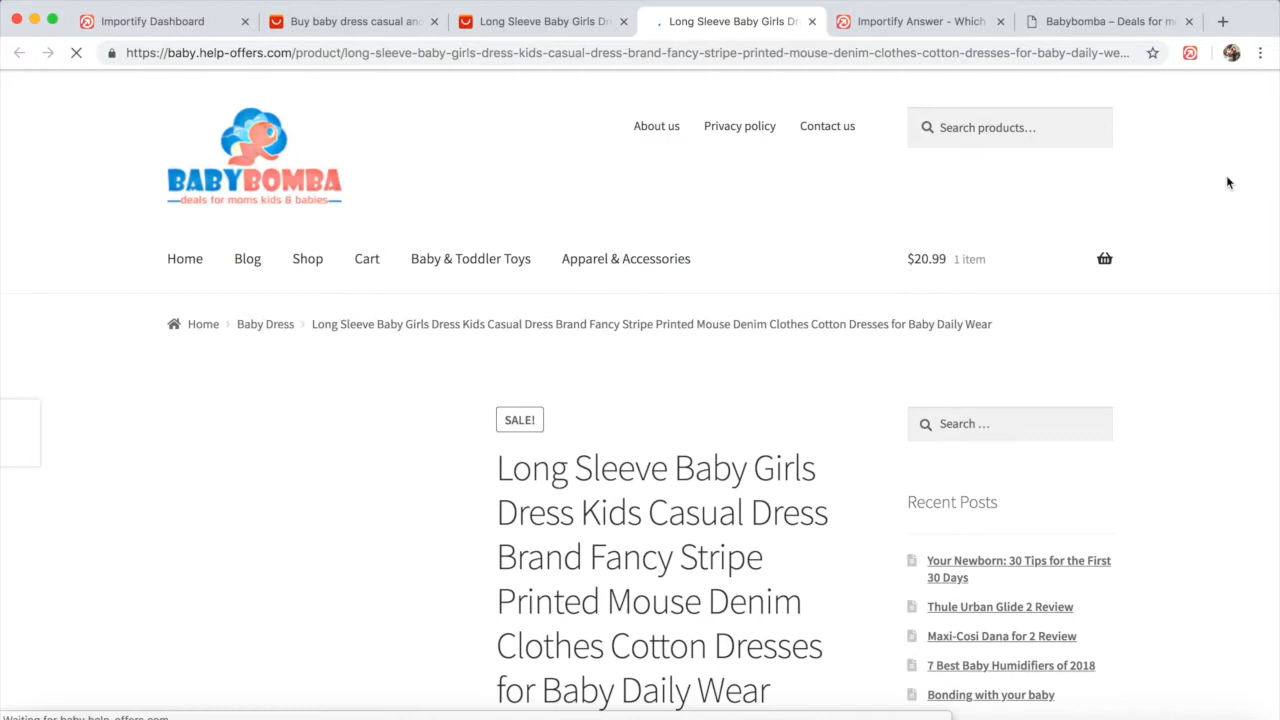 Importify Dashboard
Buy baby dress casual an
Long Sleeve Baby Girls Dr
Long Sleeve Baby Girls Dr
Importify Answer - Which
Babybomba – Deals for m
https://baby.help-offers.com/product/long-sleeve-baby-girls-dress-kids-casual-dress-brand-fancy-stripe-printed-mouse-denim-clothes-cotton-dresses-for-baby-daily-we...
BABYBOMBA
deals for moms kids & babies
About us
Privacy policy
Contact us
Search products…
Home
Blog
Shop
Cart
Baby & Toddler Toys
Apparel & Accessories
$20.99 1 item
Home
Baby Dress
Long Sleeve Baby Girls Dress Kids Casual Dress Brand Fancy Stripe Printed Mouse Denim Clothes Cotton Dresses for Baby Daily Wear
SALE!
Long Sleeve Baby Girls
Dress Kids Casual Dress
Brand Fancy Stripe
Printed Mouse Denim
Clothes Cotton Dresses
for Baby Daily Wear
Search …
Recent Posts
Your Newborn: 30 Tips for the First
30 Days
Thule Urban Glide 2 Review
Maxi-Cosi Dana for 2 Review
7 Best Baby Humidifiers of 2018
Bonding with your baby
Waiting for baby.help-offers.com